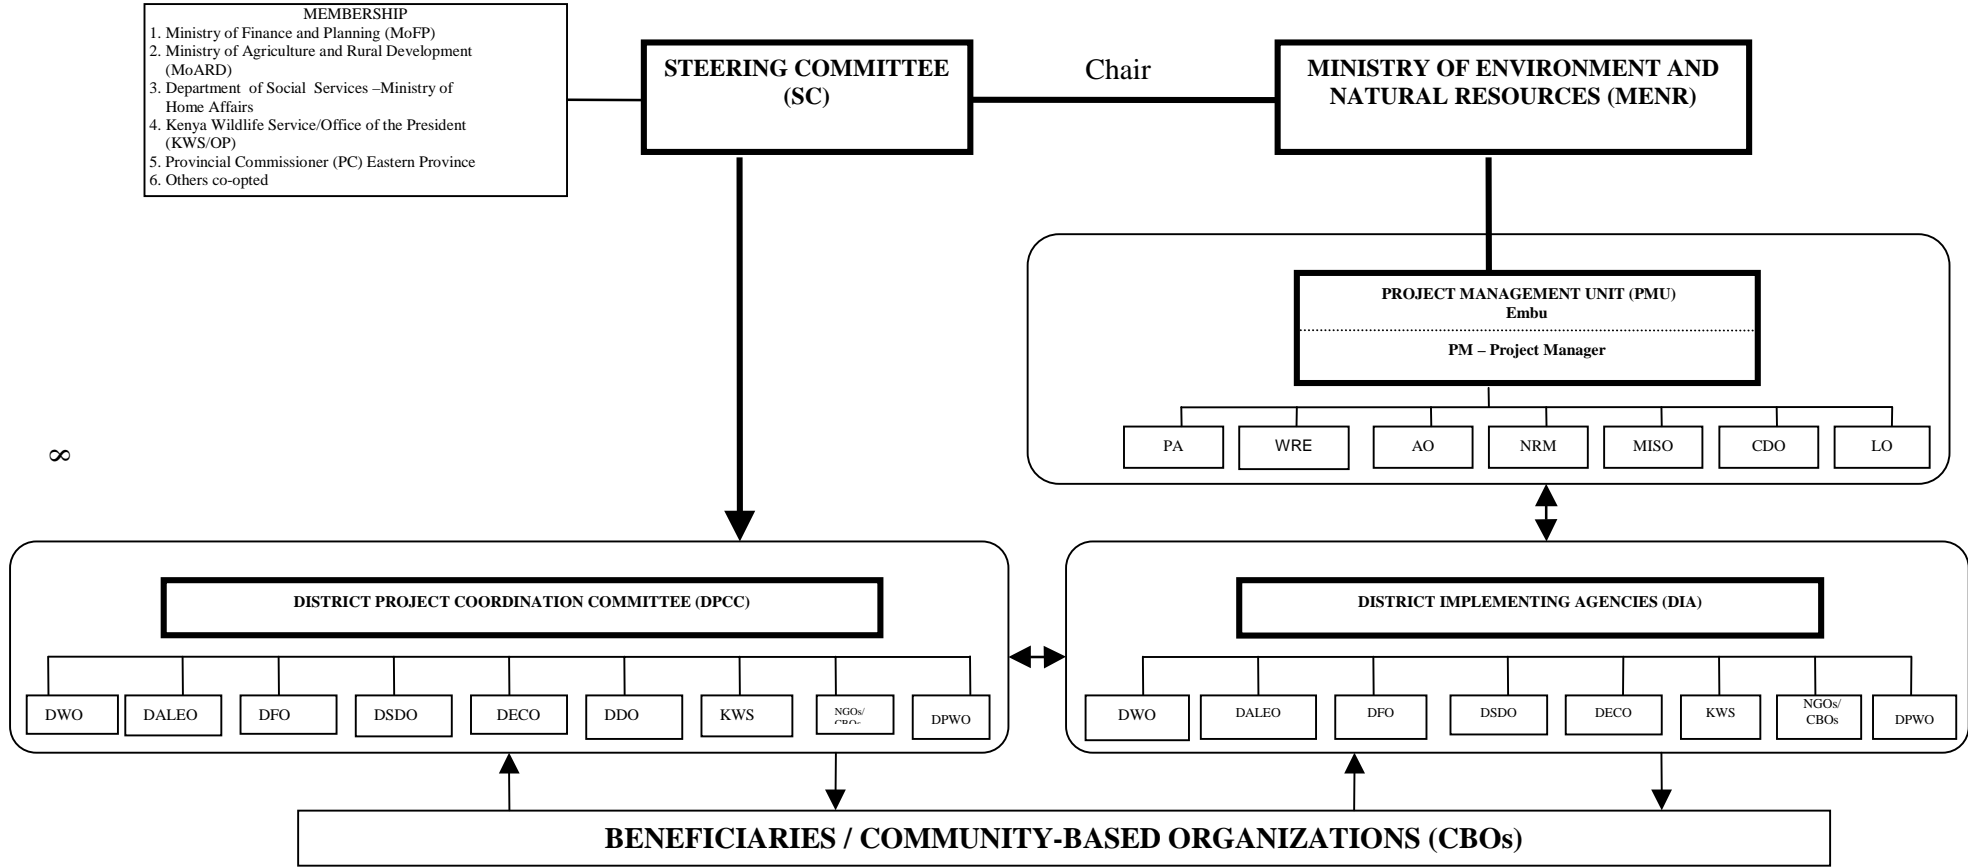 MEMBERSHIP
1. Ministry of Finance and Planning (MoFP)
2. Ministry of Agriculture and Rural Development
(MoARD)
3. Department of Social Services –Ministry of
Home Affairs
4. Kenya Wildlife Service/Office of the President
(KWS/OP)
5. Provincial Commissioner (PC) Eastern Province
6. Others co-opted
STEERING COMMITTEE
(SC)
Chair
MINISTRY OF ENVIRONMENT AND
NATURAL RESOURCES (MENR)
PROJECT MANAGEMENT UNIT (PMU)
Embu
PM – Project Manager
PA
WRE
AO
NRM
MISO
CDO
LO
8
DISTRICT PROJECT COORDINATION COMMITTEE (DPCC)
DWO
DALEO
DFO
DSDO
DECO
DDO
KWS
NGOs/
CBOs
DPWO
DISTRICT IMPLEMENTING AGENCIES (DIA)
DWO
DALEO
DFO
DSDO
DECO
KWS
NGOs/
CBOs
DPWO
BENEFICIARIES / COMMUNITY-BASED ORGANIZATIONS (CBOs)